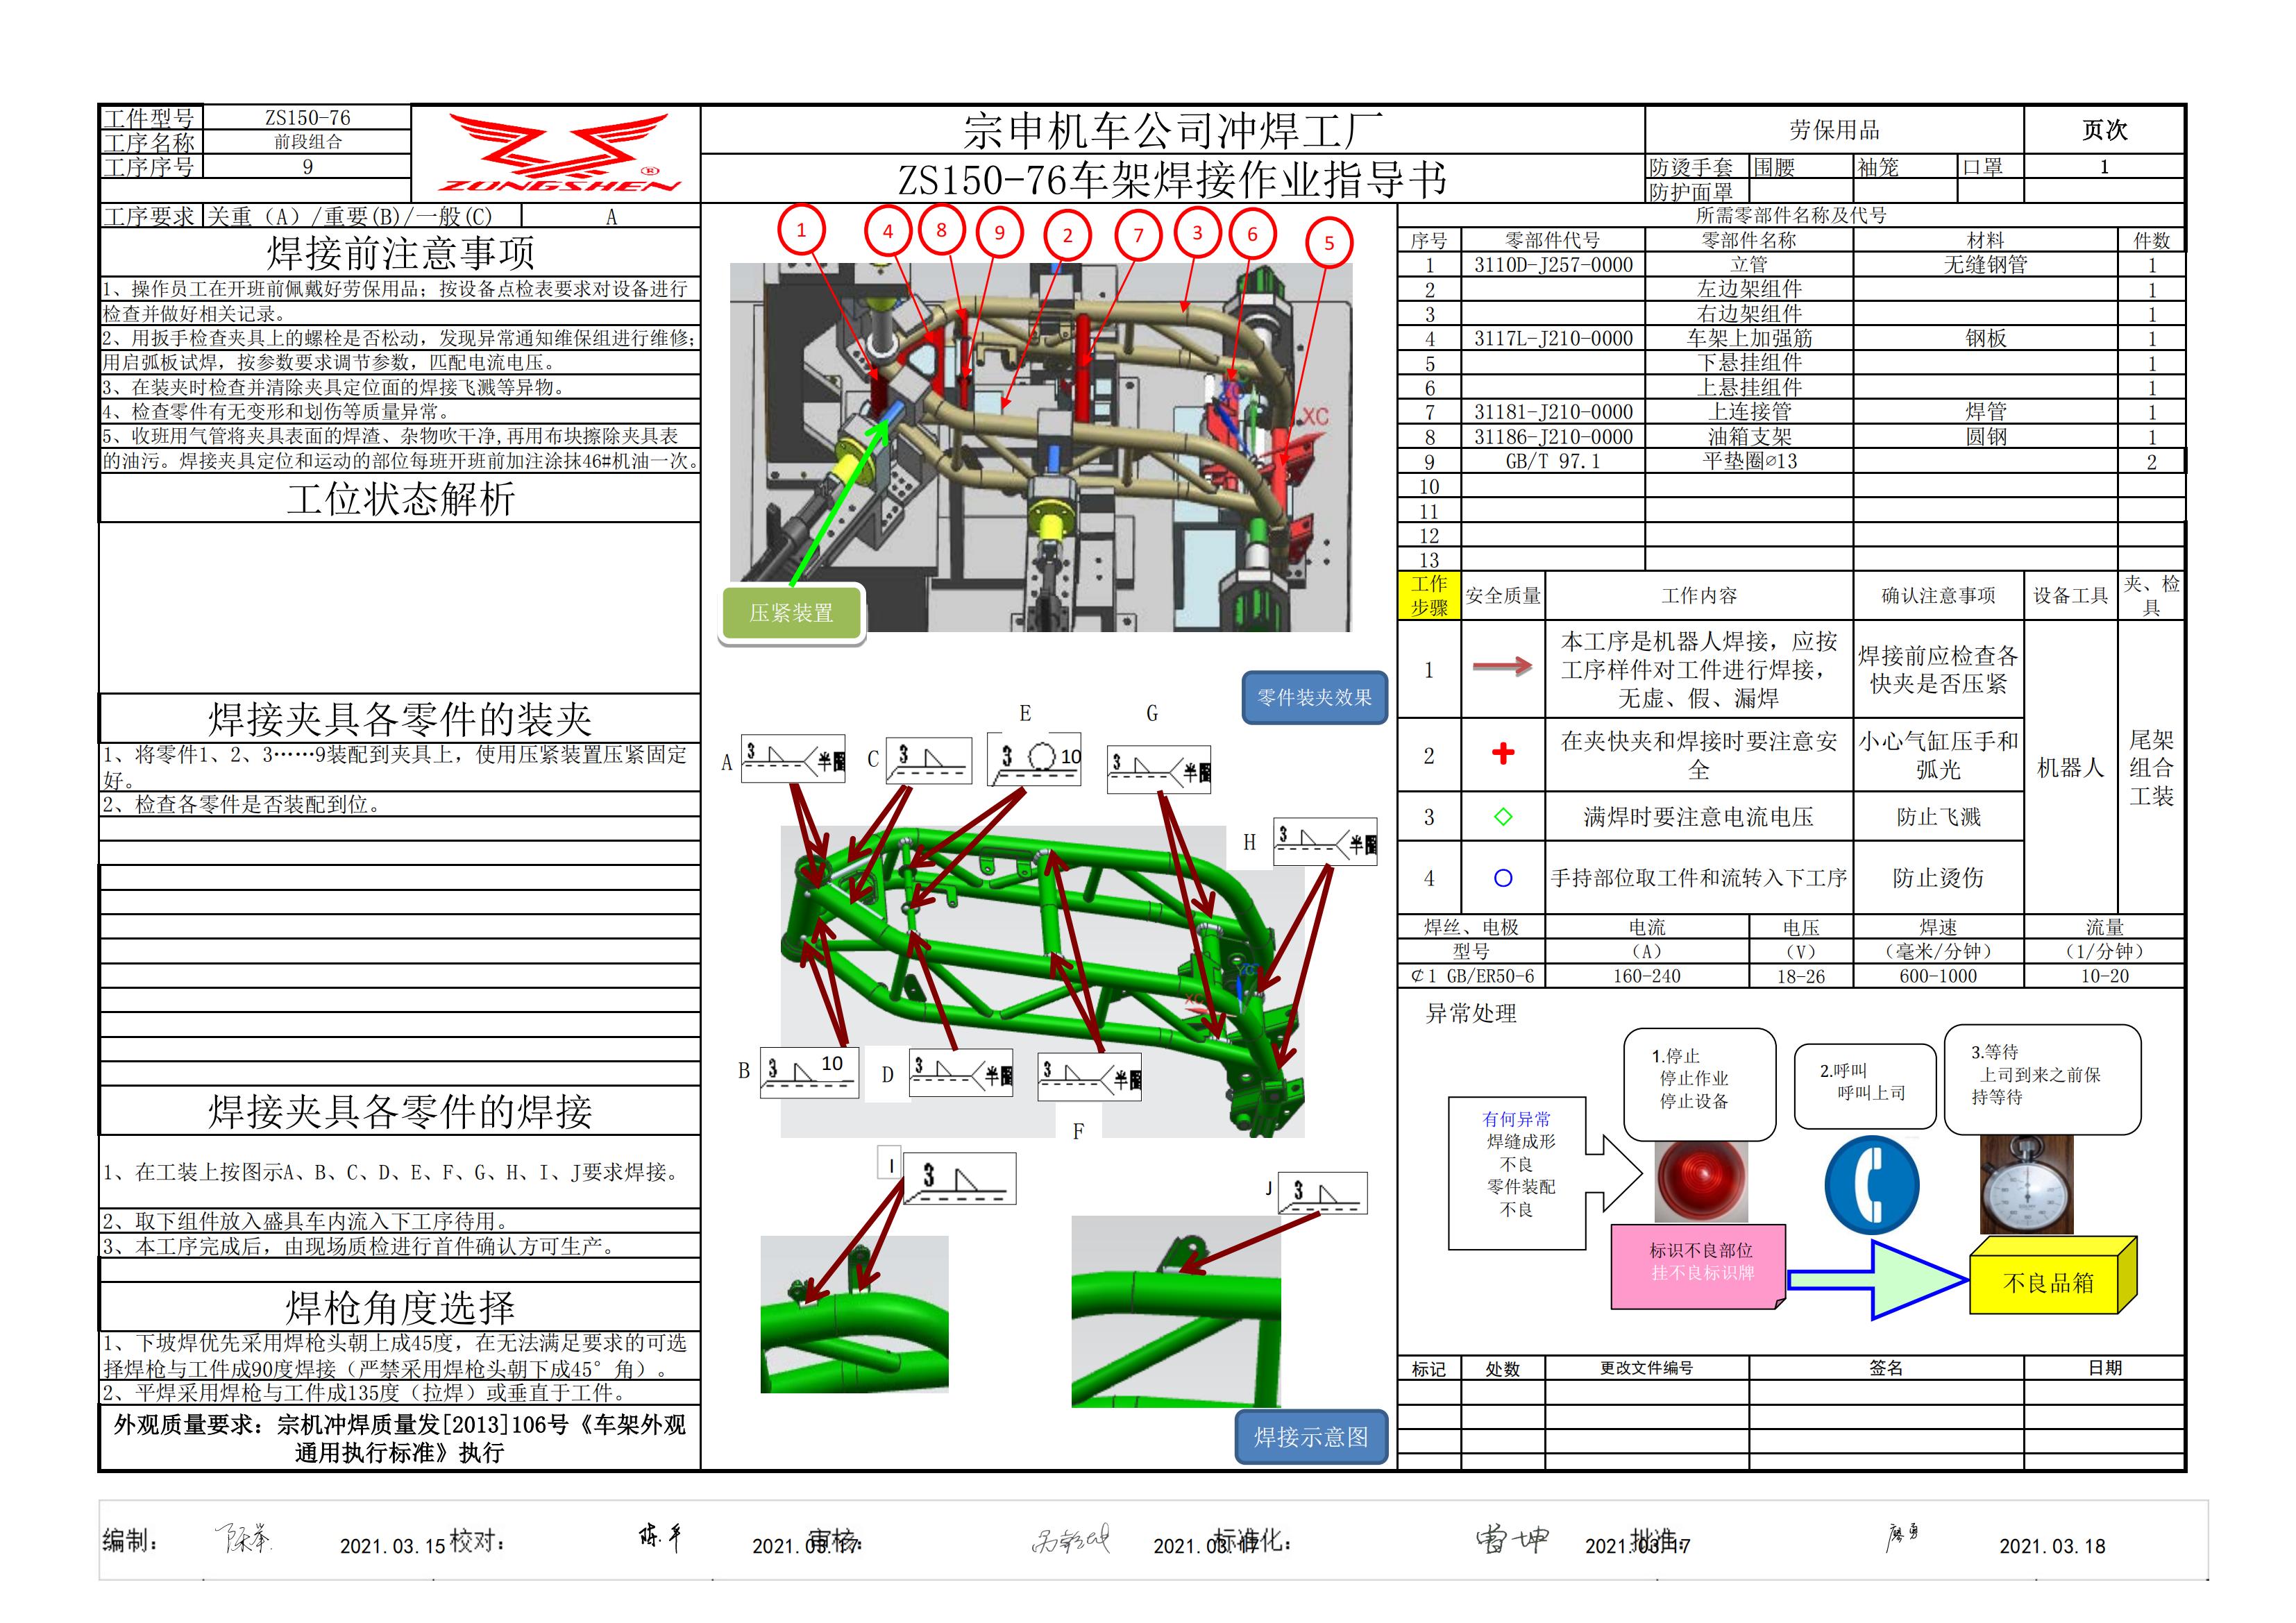 工件型号 ZS150-76
工序名称 前段组合
工序序号 9
ZONGSHEN ®
宗申机车公司冲焊工厂
ZS150-76车架焊接作业指导书
劳保用品 页次
防烫手套 围腰 袖笼 口罩 1
防护面罩
工序要求 关重（A）/重要(B)/一般(C) A
焊接前注意事项
1、操作员工在开班前佩戴好劳保用品；按设备点检表要求对设备进行
检查并做好相关记录。
2、用扳手检查夹具上的螺栓是否松动，发现异常通知维保组进行维修；
用启弧板试焊，按参数要求调节参数，匹配电流电压。
3、在装夹时检查并清除夹具定位面的焊接飞溅等异物。
4、检查零件有无变形和划伤等质量异常。
5、收班用气管将夹具表面的焊渣、杂物吹干净,再用布块擦除夹具表
的油污。焊接夹具定位和运动的部位每班开班前加注涂抹46#机油一次。
工位状态解析
焊接夹具各零件的装夹
1、将零件1、2、3……9装配到夹具上，使用压紧装置压紧固定
好。
2、检查各零件是否装配到位。
焊接夹具各零件的焊接
1、在工装上按图示A、B、C、D、E、F、G、H、I、J要求焊接。
2、取下组件放入盛具车内流入下工序待用。
3、本工序完成后，由现场质检进行首件确认方可生产。
焊枪角度选择
1、下坡焊优先采用焊枪头朝上成45度，在无法满足要求的可选
择焊枪与工件成90度焊接（严禁采用焊枪头朝下成45°角）。
2、平焊采用焊枪与工件成135度（拉焊）或垂直于工件。
外观质量要求：宗机冲焊质量发[2013]106号《车架外观
通用执行标准》执行
1 4 8 9 2 7 3 6 5
XC
压紧装置
零件装夹效果
E G
A 3 半圈 C 3 3 10 3 半圈
H 3 半圈
XC YC
B 3 10 D 3 半圈 3 半圈
F
I 3
J 3
焊接示意图
所需零部件名称及代号
序号 零部件代号 零部件名称 材料 件数
1 3110D-J257-0000 立管 无缝钢管 1
2 左边架组件 1
3 右边架组件 1
4 3117L-J210-0000 车架上加强筋 钢板 1
5 下悬挂组件 1
6 上悬挂组件 1
7 31181-J210-0000 上连接管 焊管 1
8 31186-J210-0000 油箱支架 圆钢 1
9 GB/T 97.1 平垫圈∅13 2
10
11
12
13
工作步骤 安全质量 工作内容 确认注意事项 设备工具 夹、检具
1 本工序是机器人焊接，应按
工序样件对工件进行焊接，
无虚、假、漏焊
焊接前应检查各
快夹是否压紧
2 在夹快夹和焊接时要注意安
全
小心气缸压手和
弧光
机器人
尾架
组合
工装
3 满焊时要注意电流电压 防止飞溅
4 手持部位取工件和流转入下工序 防止烫伤
焊丝、电极 电流 电压 焊速 流量
型号 （A） （V） （毫米/分钟） （1/分钟）
¢1 GB/ER50-6 160-240 18-26 600-1000 10-20
异常处理
有何异常
焊缝成形
不良
零件装配
不良
1.停止
停止作业
停止设备
2.呼叫
呼叫上司
3.等待
上司到来之前保
持等待
标识不良部位
挂不良标识牌
不良品箱
标记 处数 更改文件编号 签名 日期
编制： 2021.03.15 校对： 2021.03.17 审核： 2021.03.17 标准化： 2021.03.17 批准： 2021.03.18